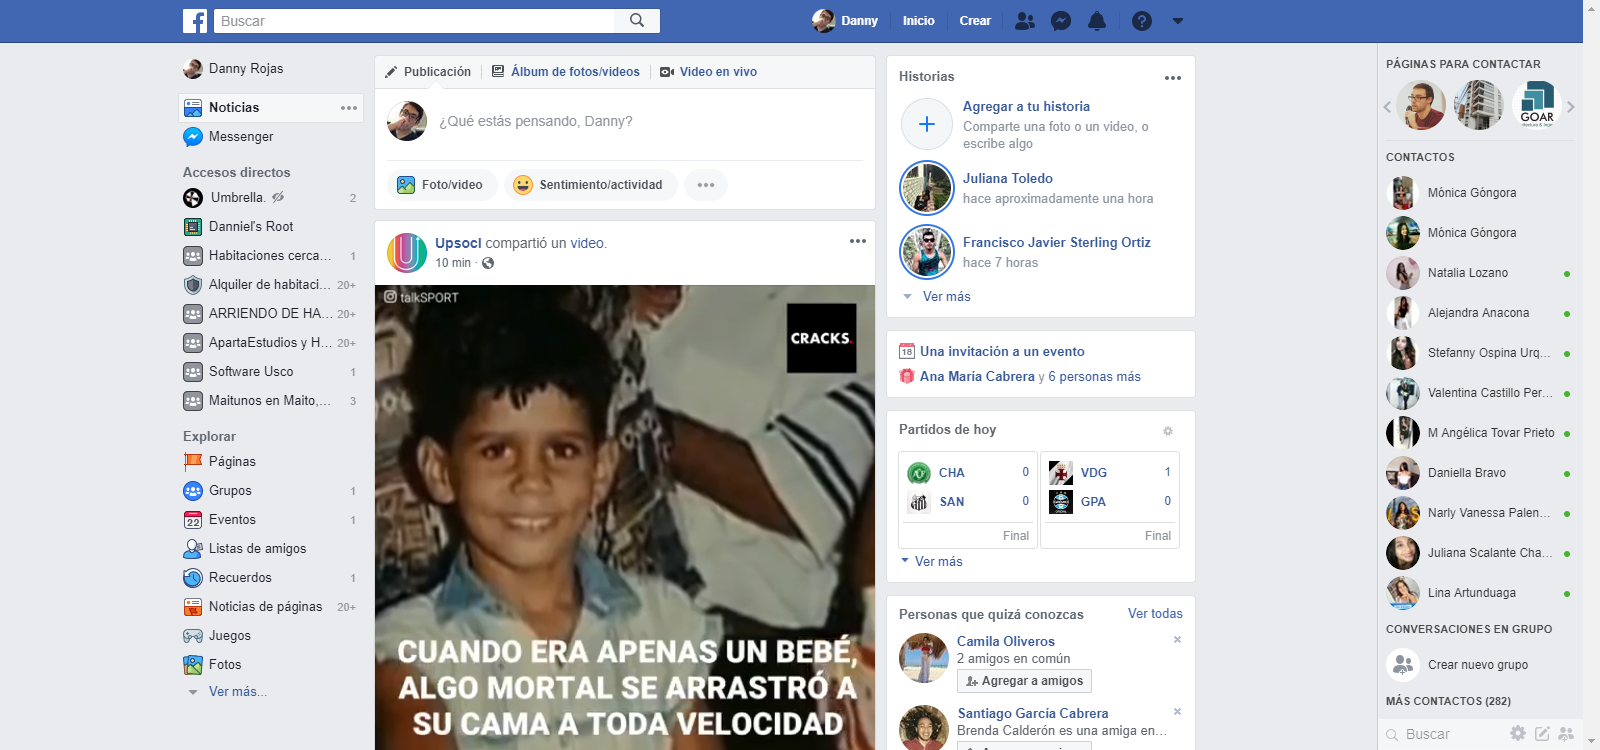 Buscar
Danny
Inicio
Crear
Danny Rojas
Noticias
Messenger
Accesos directos
Umbrella. 2
Danniel's Root
Habitaciones cerca... 1
Alquiler de habitaci... 20+
ARRIENDO DE HA... 20+
ApartaEstudios y H... 20+
Software Usco 1
Maitunos en Maito,... 3
Explorar
Páginas
Grupos 1
22
Eventos 1
Listas de amigos
Recuerdos 1
Noticias de páginas 20+
Juegos
Fotos
Ver más...
Publicación
Álbum de fotos/videos
Video en vivo
¿Qué estás pensando, Danny?
Foto/video
Sentimiento/actividad
Upsocl compartió un video.
10 min ·
talkSPORT
CRACKS.
CUANDO ERA APENAS UN BEBÉ,
ALGO MORTAL SE ARRASTRÓ A
SU CAMA A TODA VELOCIDAD
Historias
Agregar a tu historia
Comparte una foto o un video, o
escribe algo
Juliana Toledo
hace aproximadamente una hora
Francisco Javier Sterling Ortiz
hace 7 horas
Ver más
18
Una invitación a un evento
Ana María Cabrera y 6 personas más
Partidos de hoy
CHA 0
SAN 0
Final
VDG 1
GPA 0
Final
Ver más
Personas que quizá conozcas
Ver todas
Camila Oliveros
2 amigos en común
Agregar a amigos
Santiago García Cabrera
Brenda Calderón es una amiga en...
PÁGINAS PARA CONTACTAR
GOAR
CONTACTOS
Mónica Góngora
Mónica Góngora
Natalia Lozano
Alejandra Anacona
Stefanny Ospina Urq...
Valentina Castillo Per...
M Angélica Tovar Prieto
Daniella Bravo
Narly Vanessa Palen...
Juliana Scalante Cha...
Lina Artunduaga
CONVERSACIONES EN GRUPO
Crear nuevo grupo
MÁS CONTACTOS (282)
Buscar